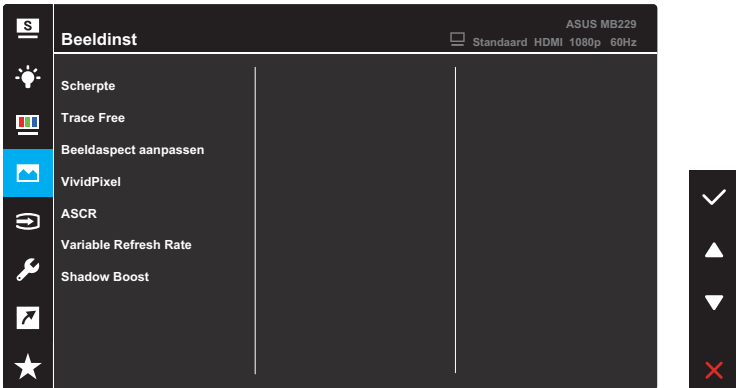 S
ASUS MB229
Beeldinst
Standaard HDMI 1080p 60Hz
Scherpte
Trace Free
Beeldaspect aanpassen
VividPixel
ASCR
Variable Refresh Rate
Shadow Boost